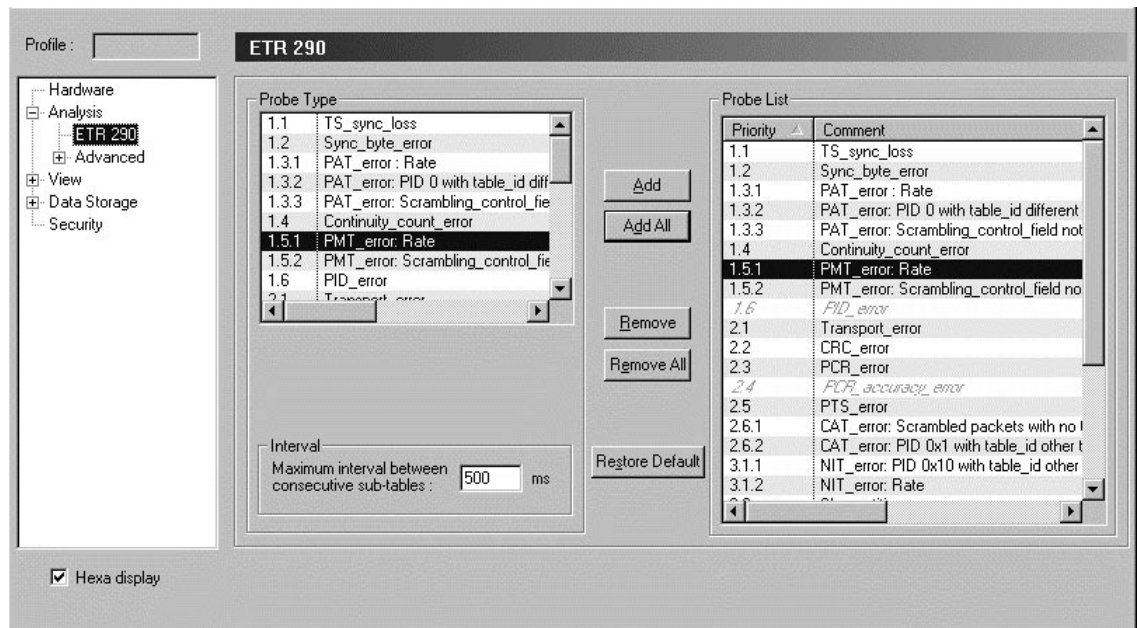 Profile :
ETR 290
Hardware
Analysis
ETR 290
Advanced
View
Data Storage
Security
Probe Type
1.1 TS_sync_loss
1.2 Sync_byte_error
1.3.1 PAT_error : Rate
1.3.2 PAT_error: PID 0 with table_id diff
1.3.3 PAT_error: Scrambling_control_fie
1.4 Continuity_count_error
1.5.1 PMT_error: Rate
1.5.2 PMT_error: Scrambling_control_fie
1.6 PID_error
2.1 Transport_error
Interval
Maximum interval between
consecutive sub-tables : 500 ms
Add
Add All
Remove
Remove All
Restore Default
Probe List
Priority Comment
1.1 TS_sync_loss
1.2 Sync_byte_error
1.3.1 PAT_error : Rate
1.3.2 PAT_error: PID 0 with table_id different
1.3.3 PAT_error: Scrambling_control_field not
1.4 Continuity_count_error
1.5.1 PMT_error: Rate
1.5.2 PMT_error: Scrambling_control_field no
1.6 PID_error
2.1 Transport_error
2.2 CRC_error
2.3 PCR_error
2.4 PCR_accuracy_error
2.5 PTS_error
2.6.1 CAT_error: Scrambled packets with no
2.6.2 CAT_error: PID 0x1 with table_id other t
3.1.1 NIT_error: PID 0x10 with table_id other
3.1.2 NIT_error: Rate
Hexa display